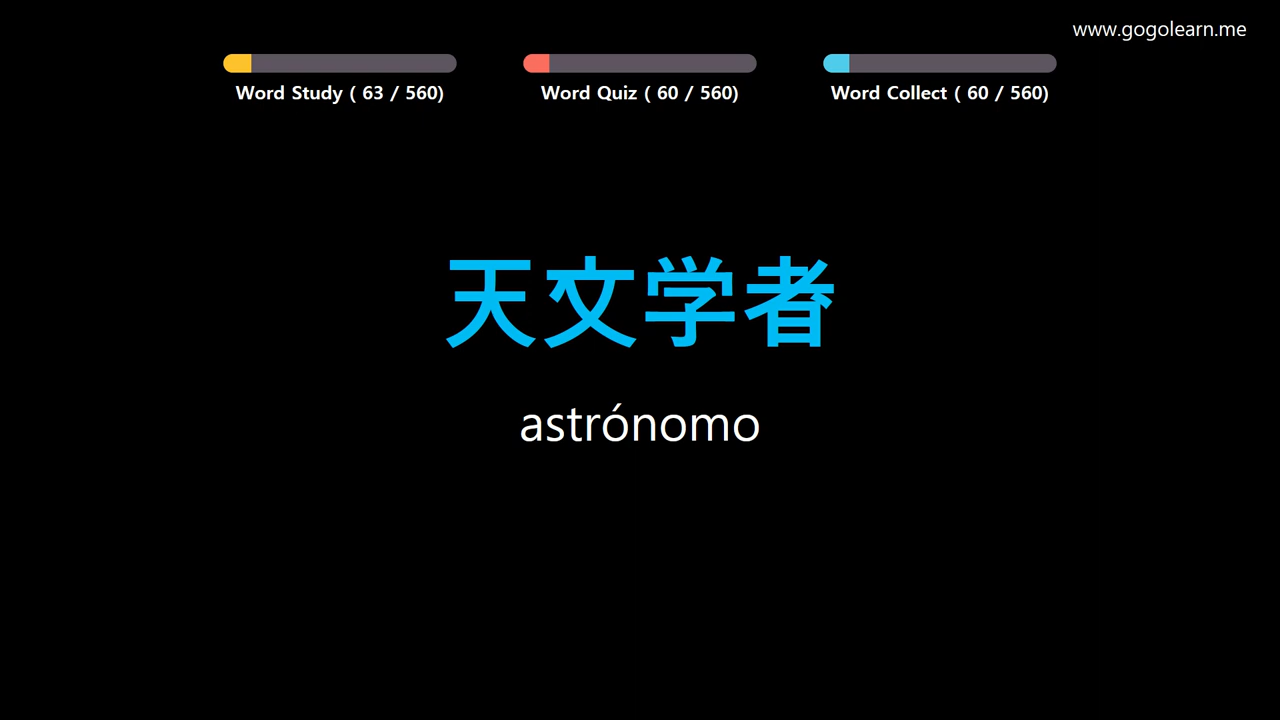 www.gogolearn.me
Word Study ( 63 / 560)
Word Quiz ( 60 / 560)
Word Collect ( 60 / 560)
天文学者
astrónomo